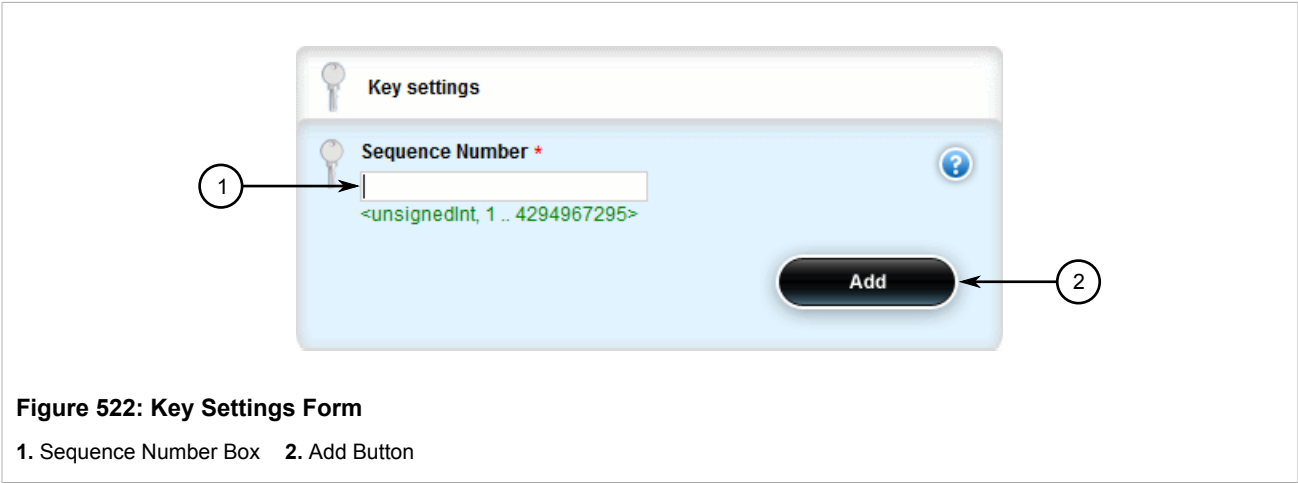 Key settings
Sequence Number *
1
<unsignedInt, 1 .. 4294967295>
?
Add
2
Figure 522: Key Settings Form
1. Sequence Number Box 2. Add Button